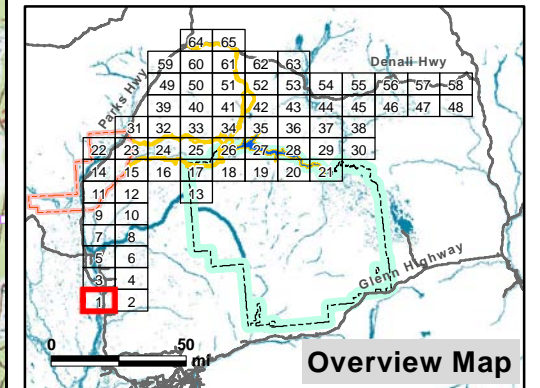 64 65
59 60 61 62 63
Denali Hwy
Parks Hwy
49 50 51 52 53 54 55 56 57 58
39 40 41 42 43 44 45 46 47 48
31 32 33 34 35 36 37 38
22 23 24 25 26 27 28 29 30
14 15 16 17 18 19 20 21
11 12 13
9 10
7 8
5 6
3 4
Glenn Highway
1 2
0 50
mi
Overview Map